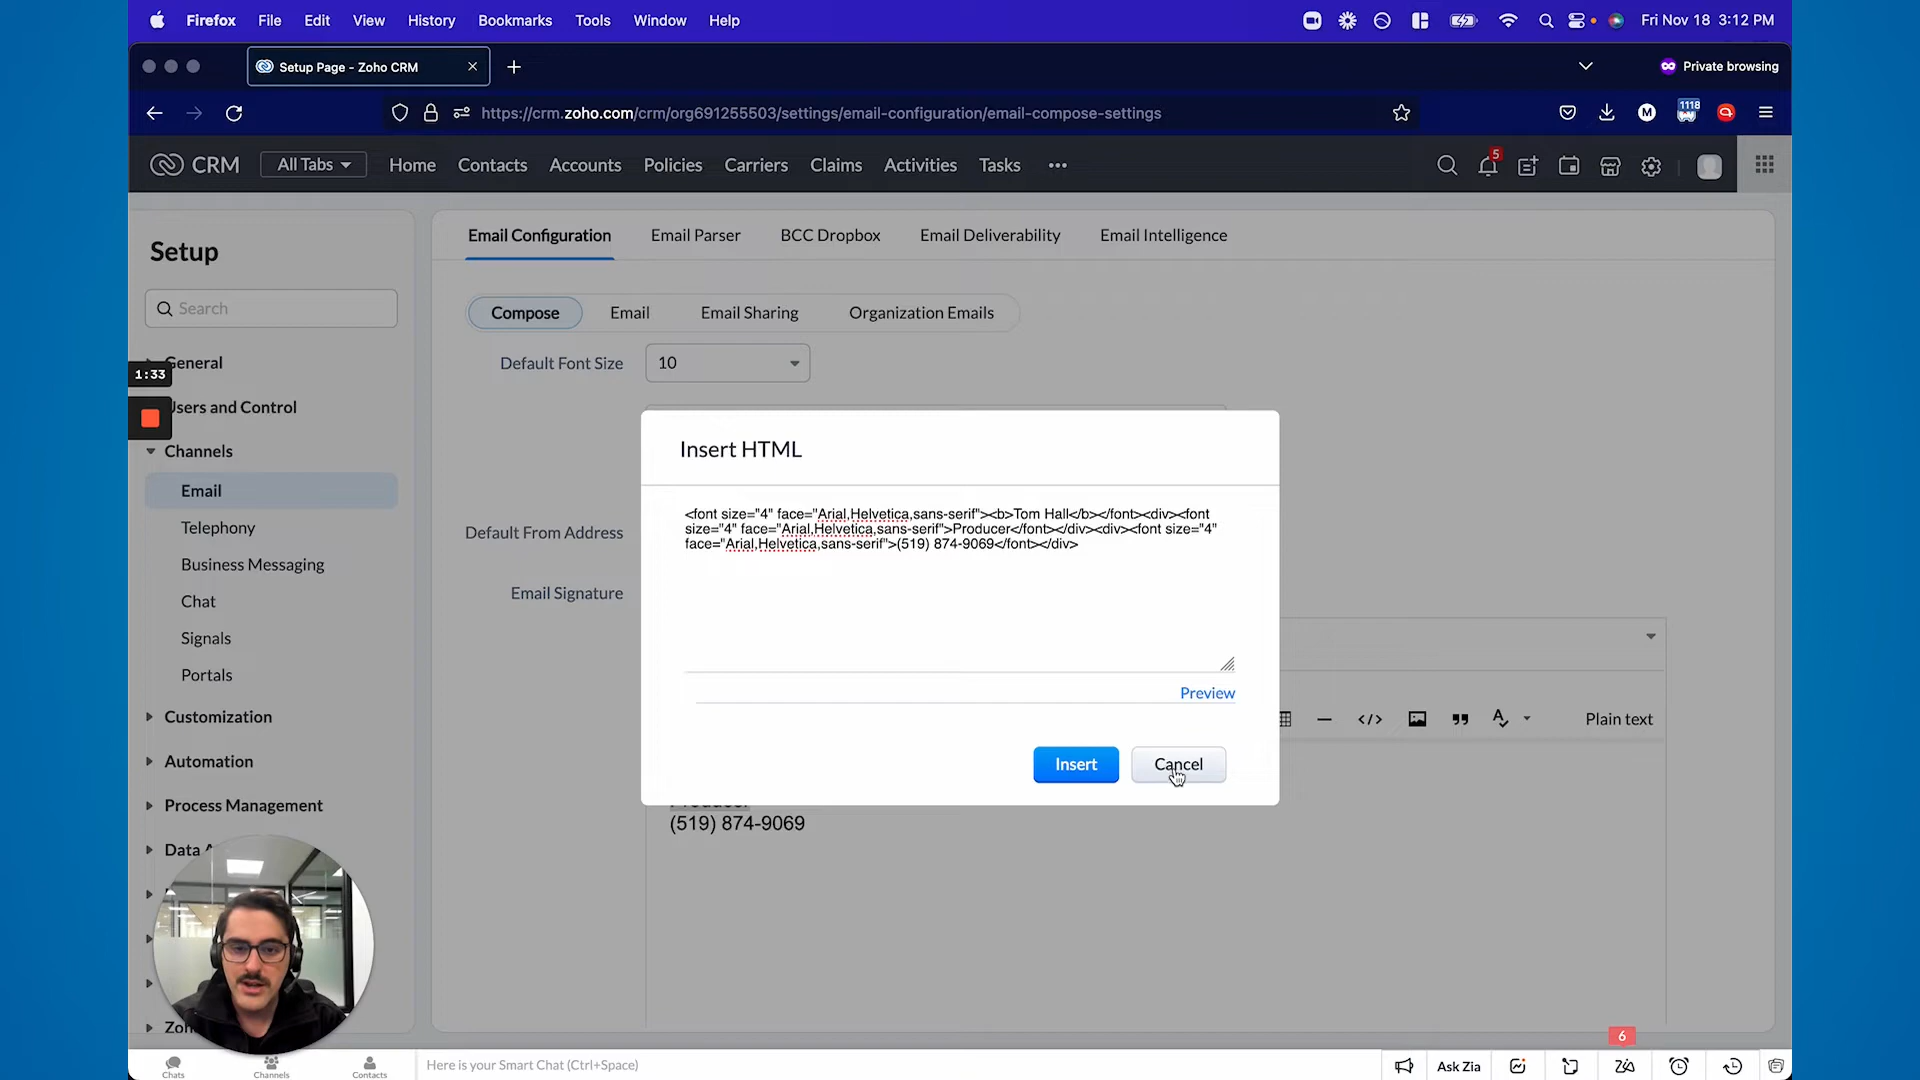 Firefox File Edit View History Bookmarks Tools Window Help Fri Nov 18 3:12 PM
Setup Page - Zoho CRM Private browsing
https://crm.zoho.com/crm/org691255503/settings/email-configuration/email-compose-settings M 1118
CRM All Tabs Home Contacts Accounts Policies Carriers Claims Activities Tasks 5
Setup
Search
General
1:33
Users and Control
Channels
Email
Telephony
Business Messaging
Chat
Signals
Portals
Customization
Automation
Process Management
Data
Email Configuration Email Parser BCC Dropbox Email Deliverability Email Intelligence
Compose Email Email Sharing Organization Emails
Default Font Size 10
Default From Address
Email Signature
Insert HTML
<font size="4" face="Arial,Helvetica,sans-serif"><b>Tom Hall</b></font><div><font
size="4" face="Arial,Helvetica,sans-serif">Producer</font></div><div><font size="4"
face="Arial,Helvetica,sans-serif">(519) 874-9069</font></div>
Preview
Insert Cancel
Plain text
Producer
(519) 874-9069
6
Chats Channels Contacts Here is your Smart Chat (Ctrl+Space) Ask Zia